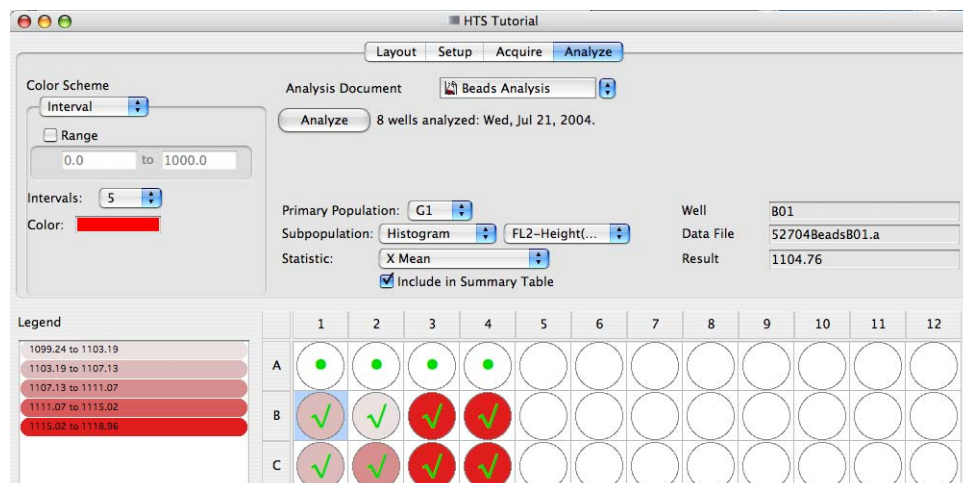 HTS Tutorial
Layout Setup Acquire Analyze
Color Scheme
Interval
Range
0.0 to 1000.0
Intervals: 5
Color:
Analysis Document Beads Analysis
Analyze 8 wells analyzed: Wed, Jul 21, 2004.
Primary Population: G1
Subpopulation: Histogram FL2-Height(...
Statistic: X Mean
Include in Summary Table
Well B01
Data File 52704BeadsB01.a
Result 1104.76
Legend
1099.24 to 1103.19
1103.19 to 1107.13
1107.13 to 1111.07
1111.07 to 1115.02
1115.02 to 1118.96
1 2 3 4 5 6 7 8 9 10 11 12
A
B
C